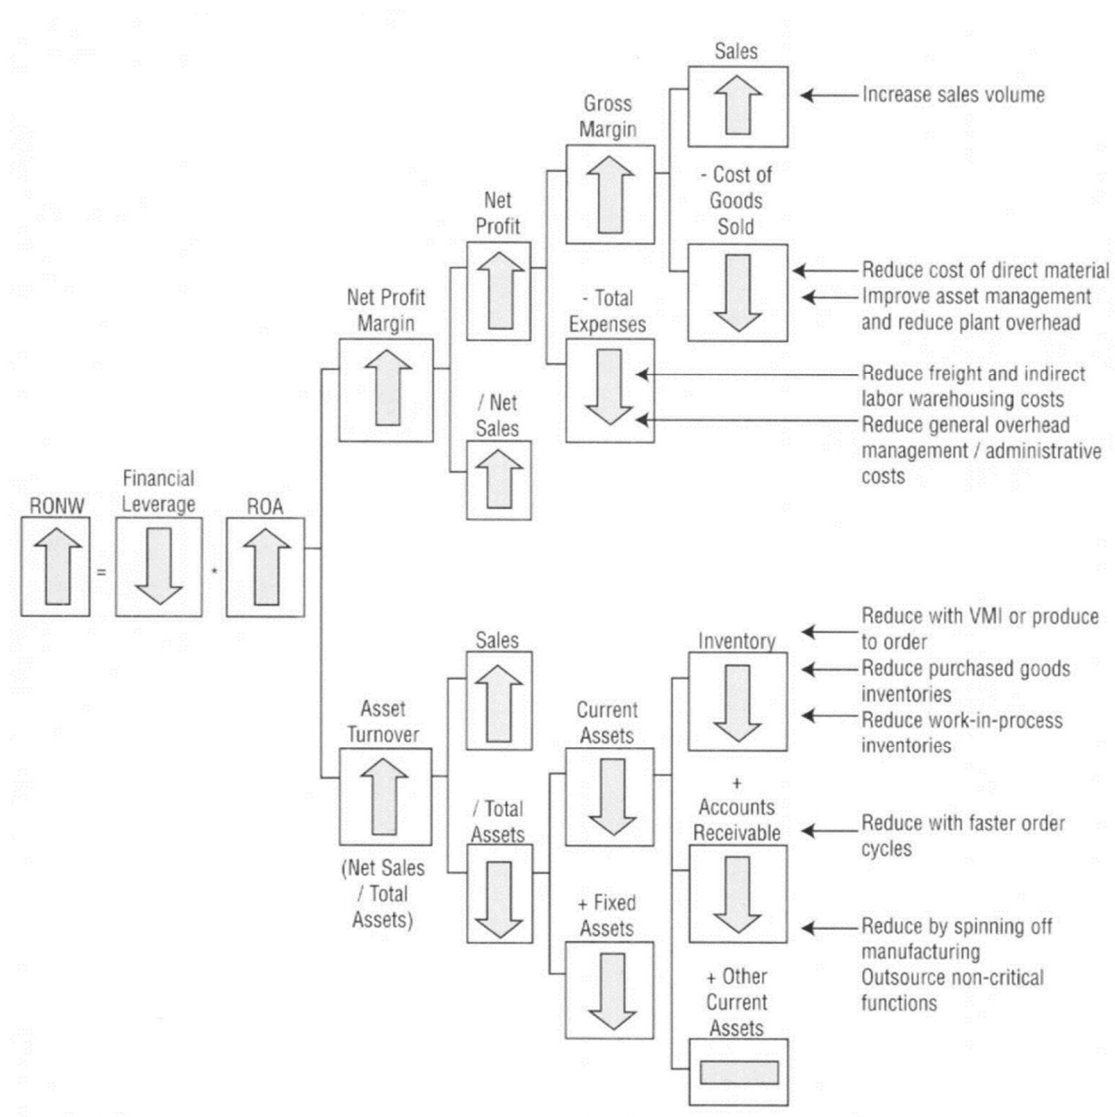 Sales
Increase sales volume
Gross
Margin
- Cost of
Goods
Sold
Net
Profit
Reduce cost of direct material
Improve asset management
and reduce plant overhead
Net Profit
Margin
- Total
Expenses
Reduce freight and indirect
labor warehousing costs
Reduce general overhead
management / administrative
costs
/ Net
Sales
RONW
=
Financial
Leverage
*
ROA
Sales
Inventory
Reduce with VMI or produce
to order
Reduce purchased goods
inventories
Reduce work-in-process
inventories
Asset
Turnover
(Net Sales
/ Total
Assets)
Current
Assets
/ Total
Assets
+
Accounts
Receivable
Reduce with faster order
cycles
+ Fixed
Assets
Reduce by spinning off
manufacturing
Outsource non-critical
functions
+ Other
Current
Assets